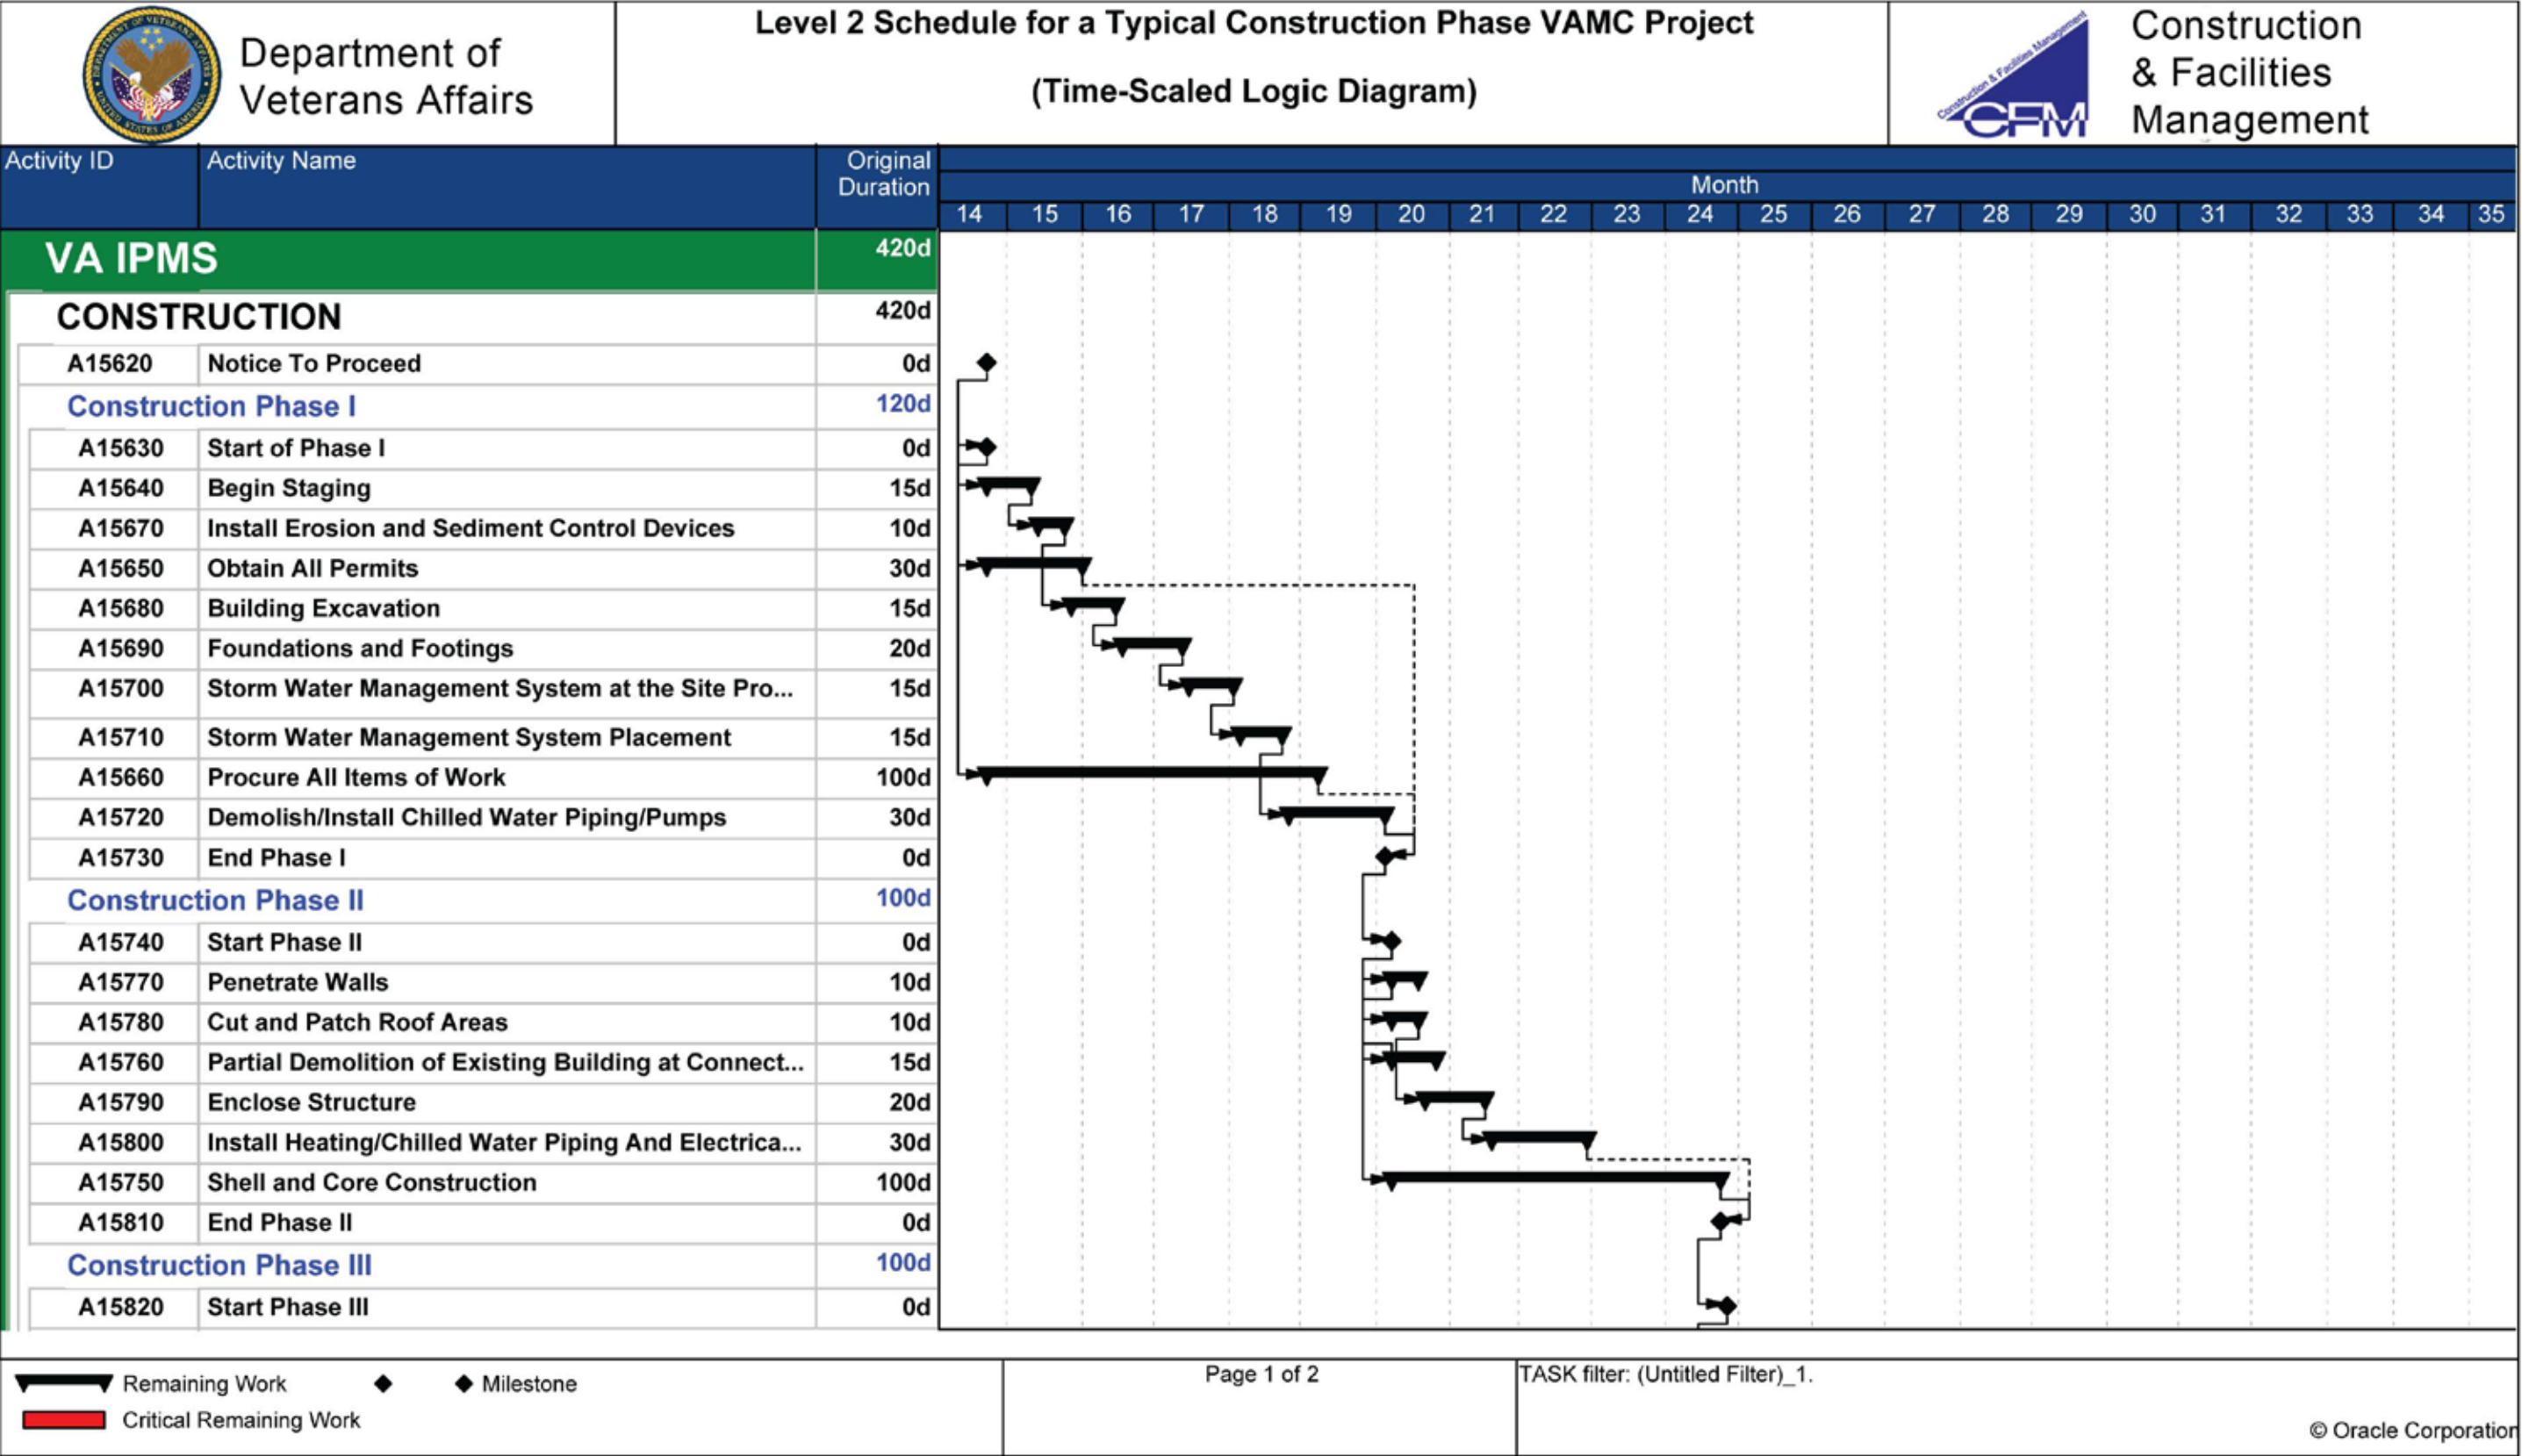 Department of
Veterans Affairs
Level 2 Schedule for a Typical Construction Phase VAMC Project
(Time-Scaled Logic Diagram)
Construction & Facilities Management
CFM
Construction
& Facilities
Management
Activity ID Activity Name Original
Duration
Month
14 15 16 17 18 19 20 21 22 23 24 25 26 27 28 29 30 31 32 33 34 35
VA IPMS 420d
CONSTRUCTION 420d
A15620 Notice To Proceed 0d
Construction Phase I 120d
A15630 Start of Phase I 0d
A15640 Begin Staging 15d
A15670 Install Erosion and Sediment Control Devices 10d
A15650 Obtain All Permits 30d
A15680 Building Excavation 15d
A15690 Foundations and Footings 20d
A15700 Storm Water Management System at the Site Pro... 15d
A15710 Storm Water Management System Placement 15d
A15660 Procure All Items of Work 100d
A15720 Demolish/Install Chilled Water Piping/Pumps 30d
A15730 End Phase I 0d
Construction Phase II 100d
A15740 Start Phase II 0d
A15770 Penetrate Walls 10d
A15780 Cut and Patch Roof Areas 10d
A15760 Partial Demolition of Existing Building at Connect... 15d
A15790 Enclose Structure 20d
A15800 Install Heating/Chilled Water Piping And Electrica... 30d
A15750 Shell and Core Construction 100d
A15810 End Phase II 0d
Construction Phase III 100d
A15820 Start Phase III 0d
Remaining Work Milestone
Critical Remaining Work
Page 1 of 2
TASK filter: (Untitled Filter)_1.
© Oracle Corporation